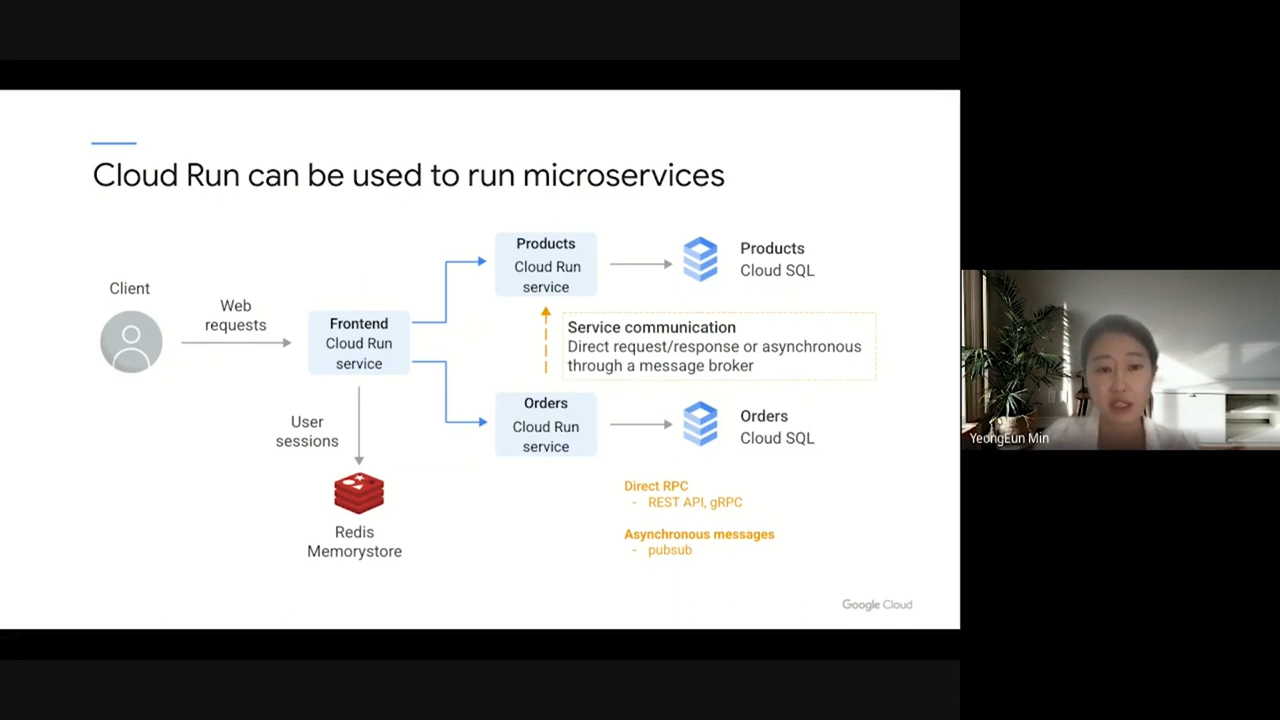 Cloud Run can be used to run microservices
Client
Web
requests
Frontend
Cloud Run
service
User
sessions
Redis
Memorystore
Products
Cloud Run
service
Products
Cloud SQL
Service communication
Direct request/response or asynchronous
through a message broker
Orders
Cloud Run
service
Orders
Cloud SQL
Direct RPC
- REST API, gRPC
Asynchronous messages
- pubsub
Google Cloud
YeongEun Min